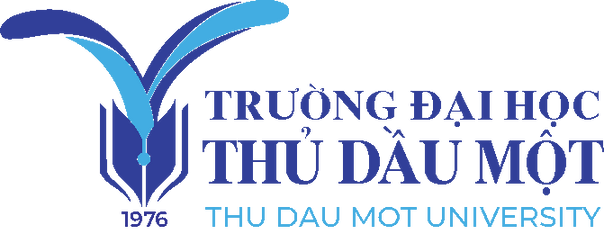 TRƯỜNG ĐẠI HỌC
THỦ DẦU MỘT
1976
THU DAU MOT UNIVERSITY